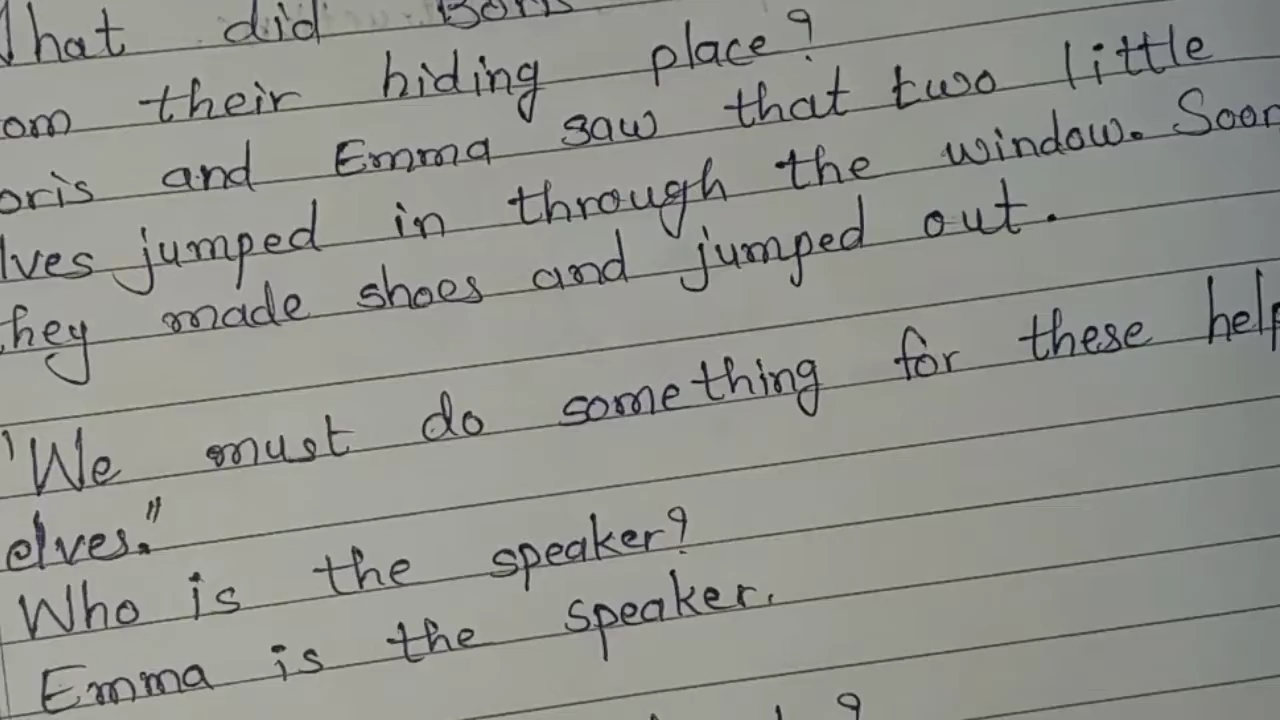 What did Boris
om their hiding place?
oris and Emma saw that two little
lves jumped in through the window. Soon
they made shoes and jumped out.
"We must do something for these help
elves."
Who is the speaker?
Emma is the speaker.
?